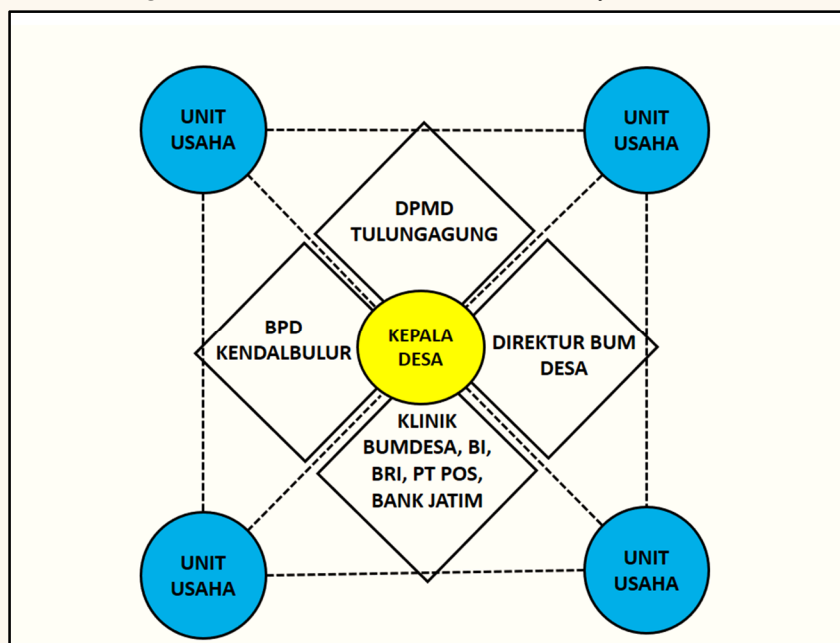 UNIT
USAHA
UNIT
USAHA
DPMD
TULUNGAGUNG
BPD
KENDALBULUR
KEPALA
DESA
DIREKTUR BUM
DESA
KLINIK
BUMDESA, BI,
BRI, PT POS,
BANK JATIM
UNIT
USAHA
UNIT
USAHA